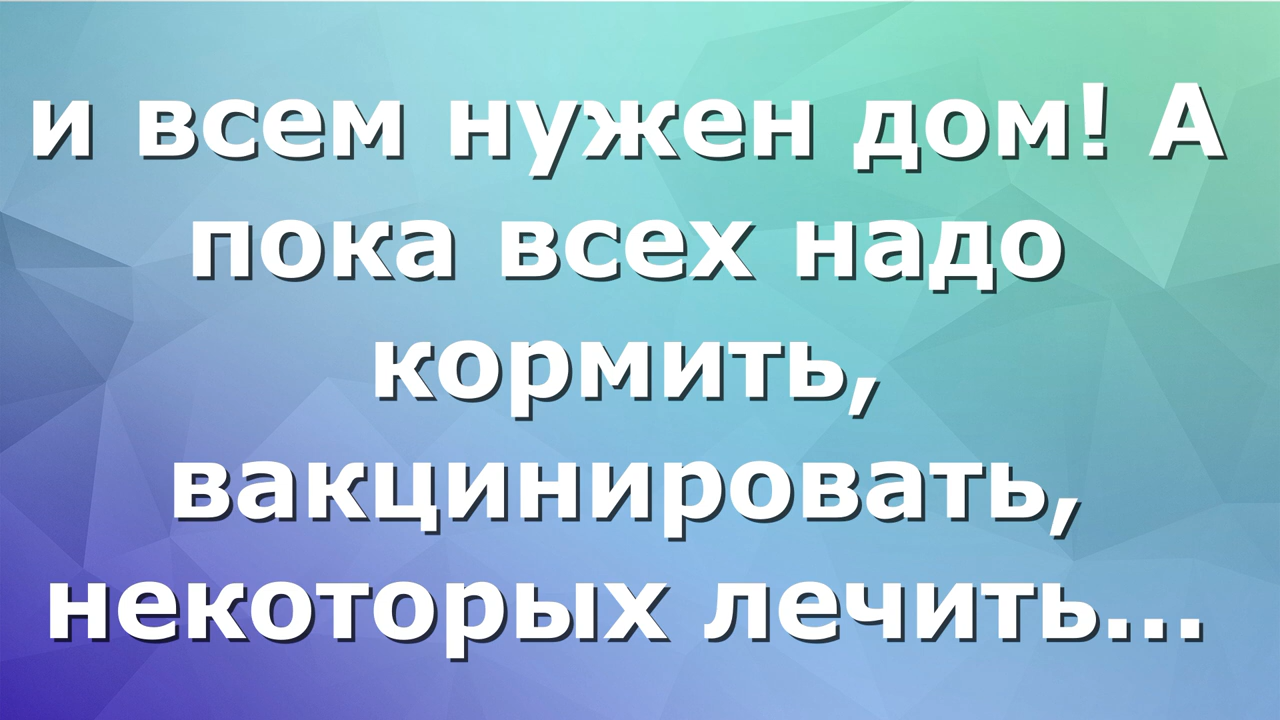 и всем нужен дом! А
пока всех надо
кормить,
вакцинировать,
некоторых лечить...